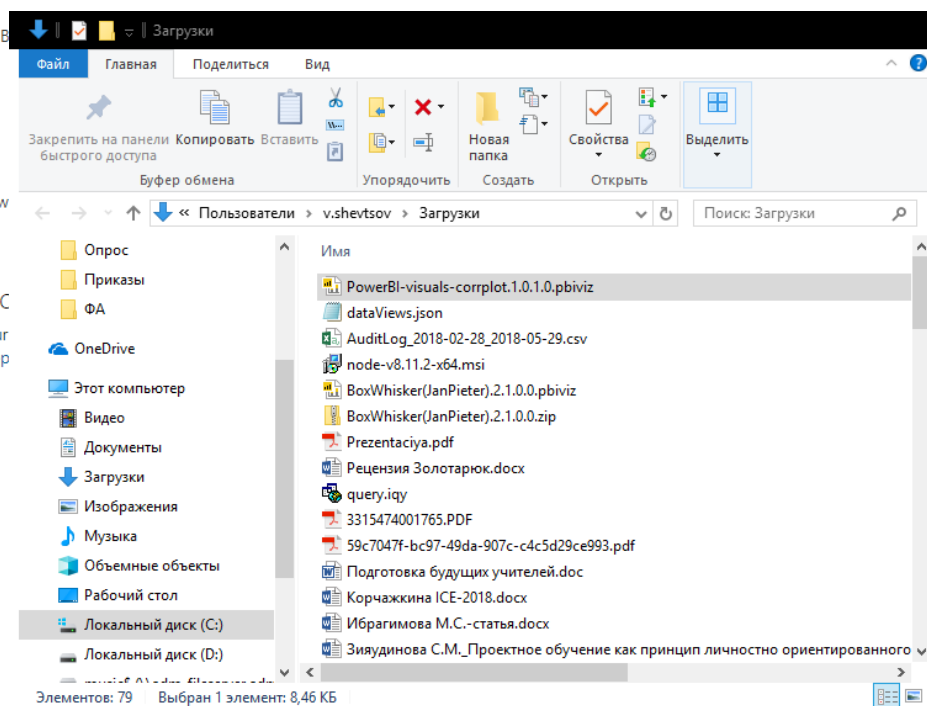 В
Загрузки
Файл Главная Поделиться Вид
Закрепить на панели быстрого доступа
Копировать
Вставить
Новая папка
Свойства
Выделить
Буфер обмена Упорядочить Создать Открыть
« Пользователи › v.shevtsov › Загрузки
Поиск: Загрузки
Опрос
Приказы
ФА
OneDrive
Этот компьютер
Видео
Документы
Загрузки
Изображения
Музыка
Объемные объекты
Рабочий стол
Локальный диск (C:)
Локальный диск (D:)
Имя
PowerBI-visuals-corrplot.1.0.1.0.pbiviz
dataViews.json
AuditLog_2018-02-28_2018-05-29.csv
node-v8.11.2-x64.msi
BoxWhisker(JanPieter).2.1.0.0.pbiviz
BoxWhisker(JanPieter).2.1.0.0.zip
Prezentaciya.pdf
Рецензия Золотарюк.docx
query.iqy
3315474001765.PDF
59c7047f-bc97-49da-907c-c4c5d29ce993.pdf
Подготовка будущих учителей.doc
Корчажкина ICE-2018.docx
Ибрагимова М.С.-статья.docx
Зияудинова С.М._Проектное обучение как принцип личностно ориентированного
Элементов: 79 Выбран 1 элемент: 8,46 КБ